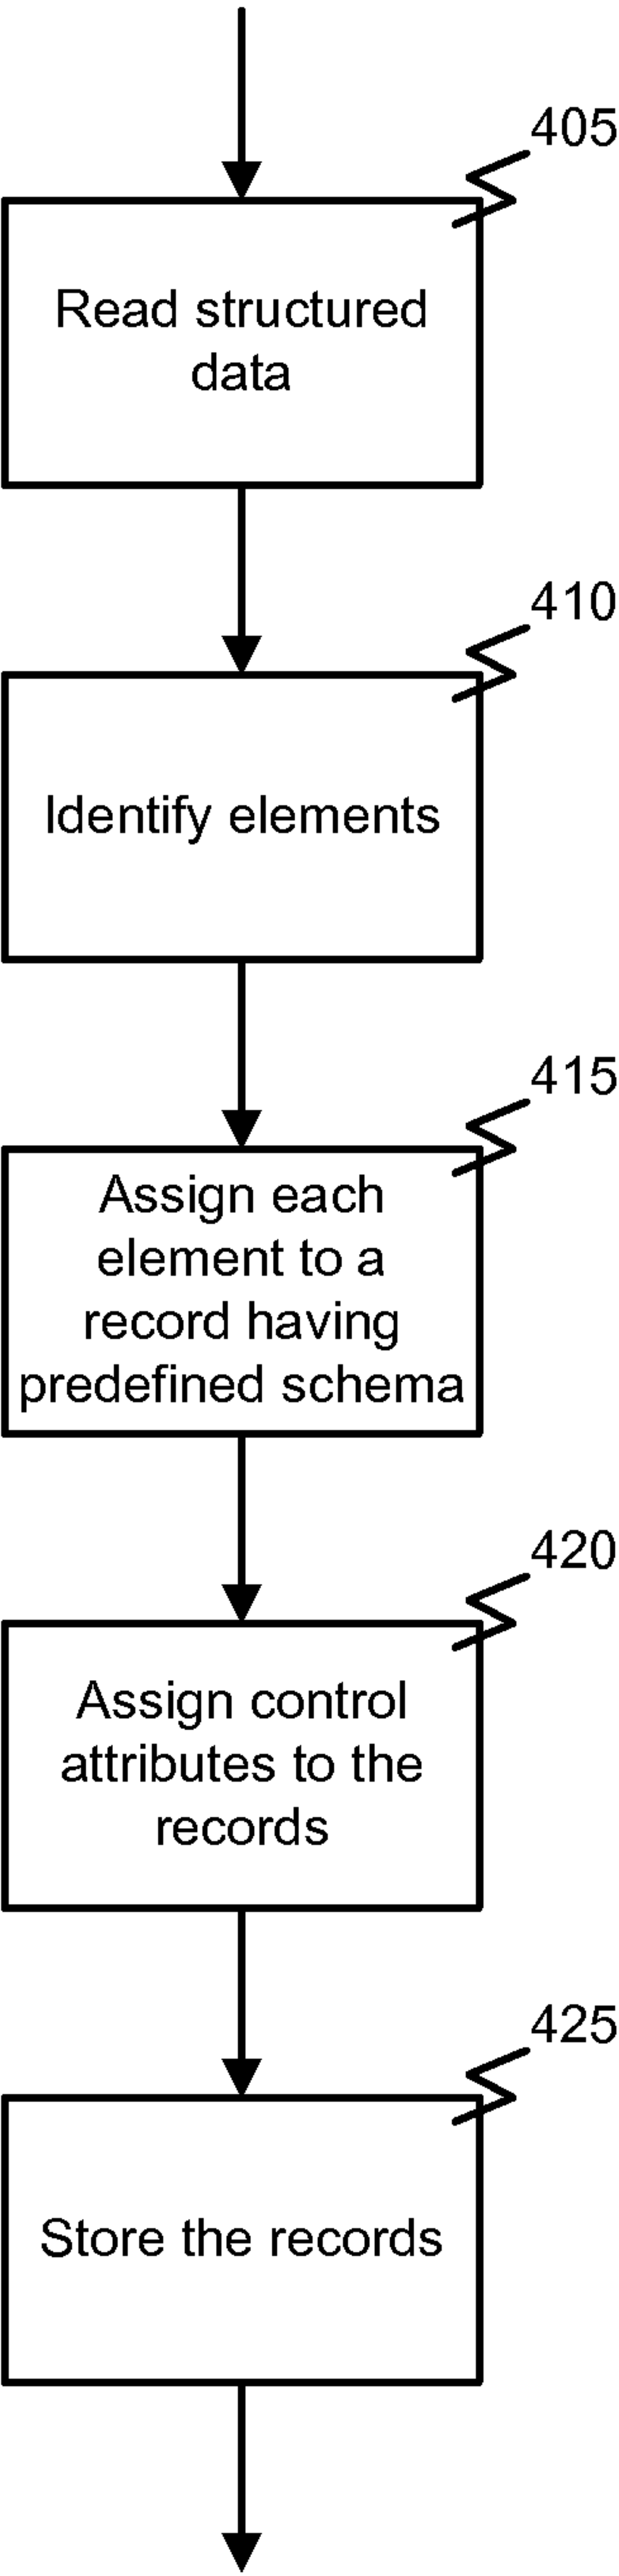 405
Read structured
data
410
Identify elements
415
Assign each
element to a
record having
predefined schema
420
Assign control
attributes to the
records
425
Store the records